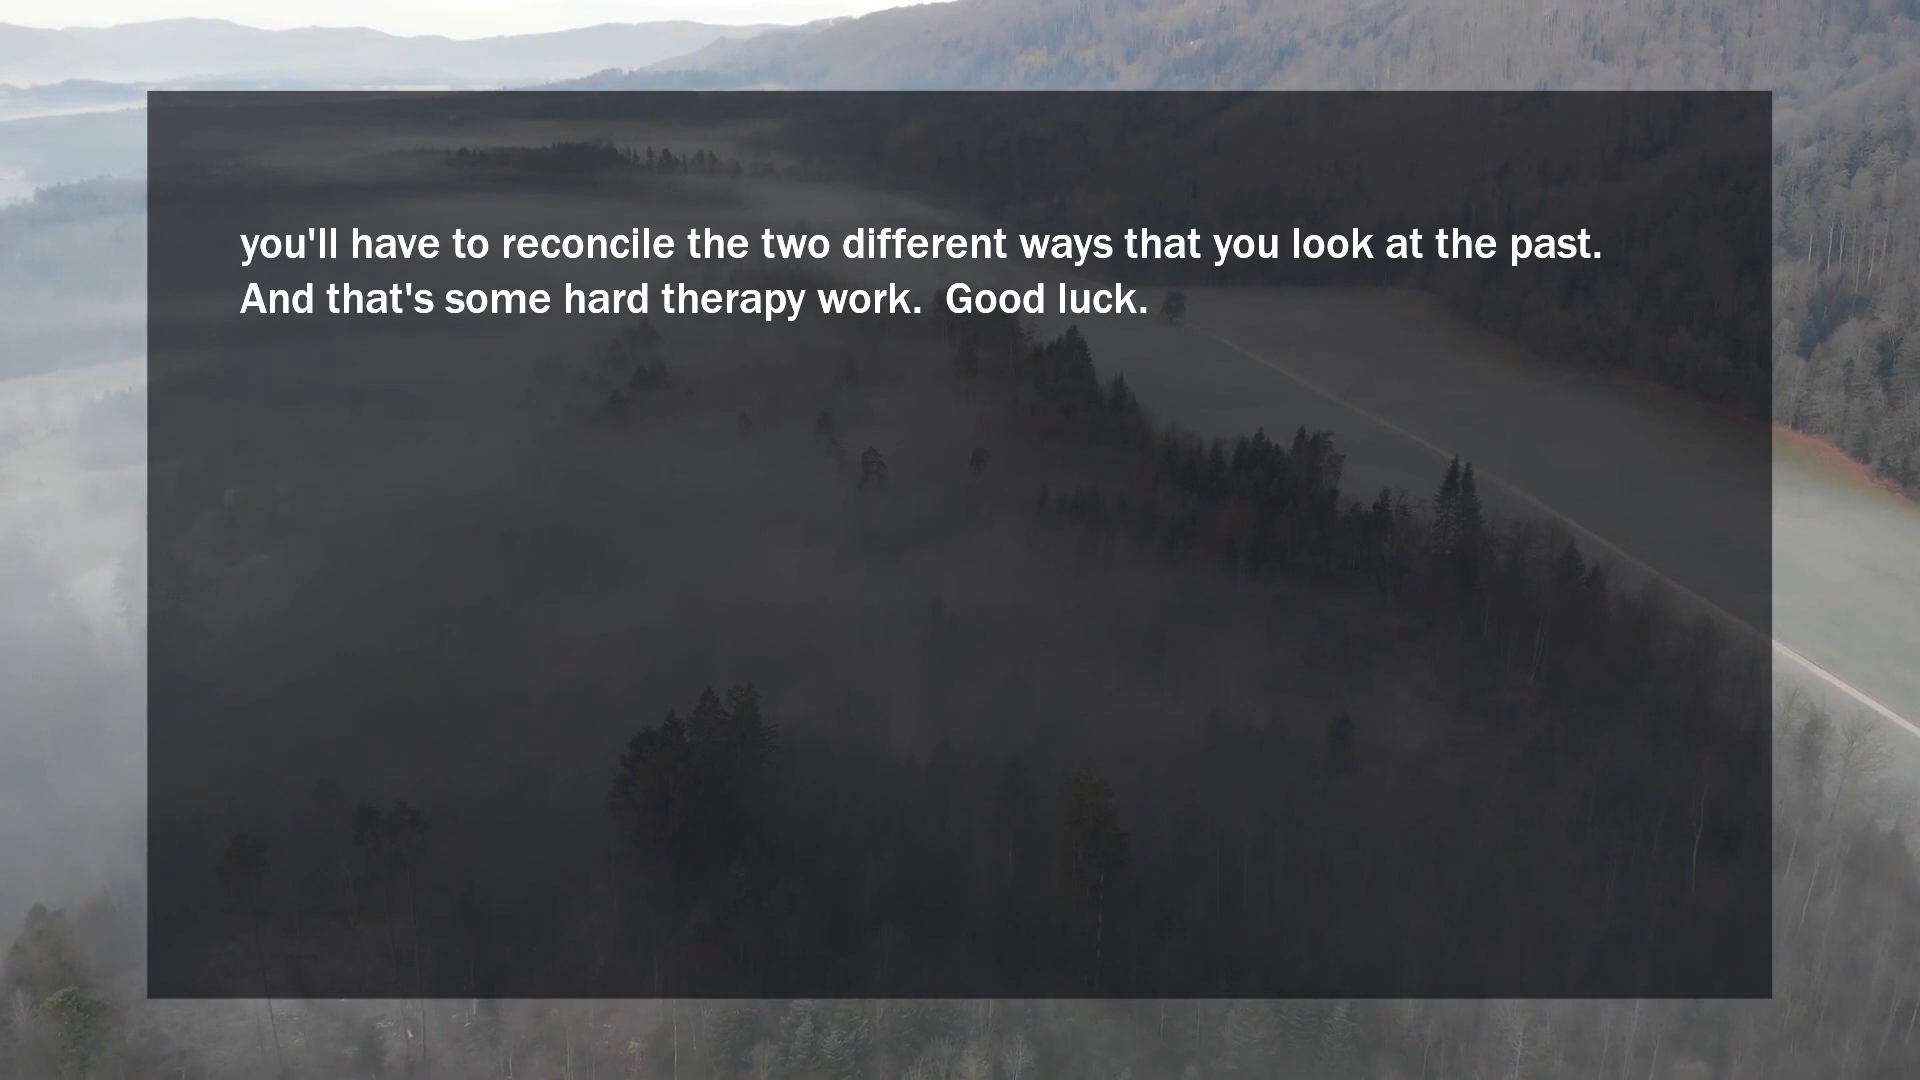 you'll have to reconcile the two different ways that you look at the past.
And that's some hard therapy work.  Good luck.